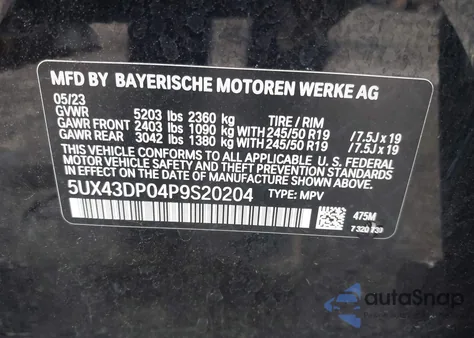 MFD BY BAYERISCHE MOTOREN WERKE AG
05/23
GVWR 5203 lbs 2360 kg TIRE / RIM
GAWR FRONT 2403 lbs 1090 kg WITH 245/50 R19 /7.5J x 19
GAWR REAR 3042 lbs 1380 kg WITH 245/50 R19 /7.5J x 19
THIS VEHICLE CONFORMS TO ALL APPLICABLE U.S. FEDERAL
MOTOR VEHICLE SAFETY STANDARDS IN EFFECT ON THE
DATE OF MANUFACTURE SHOWN ABOVE.
5UX43DP04P9S20204 TYPE: MPV
475M
7 320 739
autoSnap